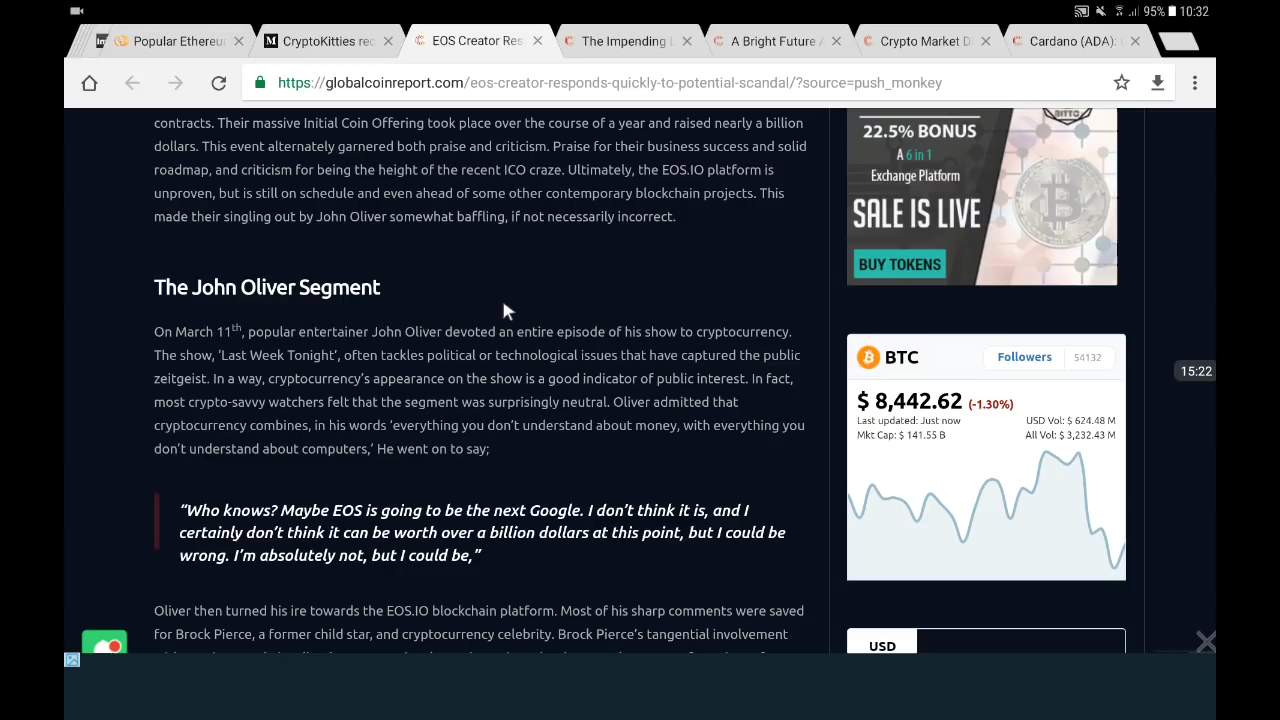 95% 10:32
Popular Ethereu
CryptoKitties rec
EOS Creator Res
The Impending
A Bright Future
Crypto Market D
Cardano (ADA):
https://globalcoinreport.com/eos-creator-responds-quickly-to-potential-scandal/?source=push_monkey
contracts. Their massive Initial Coin Offering took place over the course of a year and raised nearly a billion
dollars. This event alternately garnered both praise and criticism. Praise for their business success and solid
roadmap, and criticism for being the height of the recent ICO craze. Ultimately, the EOS.IO platform is
unproven, but is still on schedule and even ahead of some other contemporary blockchain projects. This
made their singling out by John Oliver somewhat baffling, if not necessarily incorrect.
The John Oliver Segment
On March 11th, popular entertainer John Oliver devoted an entire episode of his show to cryptocurrency.
The show, ‘Last Week Tonight’, often tackles political or technological issues that have captured the public
zeitgeist. In a way, cryptocurrency’s appearance on the show is a good indicator of public interest. In fact,
most crypto-savvy watchers felt that the segment was surprisingly neutral. Oliver admitted that
cryptocurrency combines, in his words ‘everything you don’t understand about money, with everything you
don’t understand about computers,’ He went on to say;
“Who knows? Maybe EOS is going to be the next Google. I don’t think it is, and I
certainly don’t think it can be worth over a billion dollars at this point, but I could be
wrong. I’m absolutely not, but I could be,”
Oliver then turned his ire towards the EOS.IO blockchain platform. Most of his sharp comments were saved
for Brock Pierce, a former child star, and cryptocurrency celebrity. Brock Pierce’s tangential involvement
BITTO
22.5% BONUS
A 6 in 1
Exchange Platform
SALE IS LIVE
BUY TOKENS
BTC
Followers 54132
$ 8,442.62 (-1.30%)
Last updated: Just now
USD Vol: $ 624.48 M
Mkt Cap: $ 141.55 B
All Vol: $ 3,232.43 M
15:22
USD